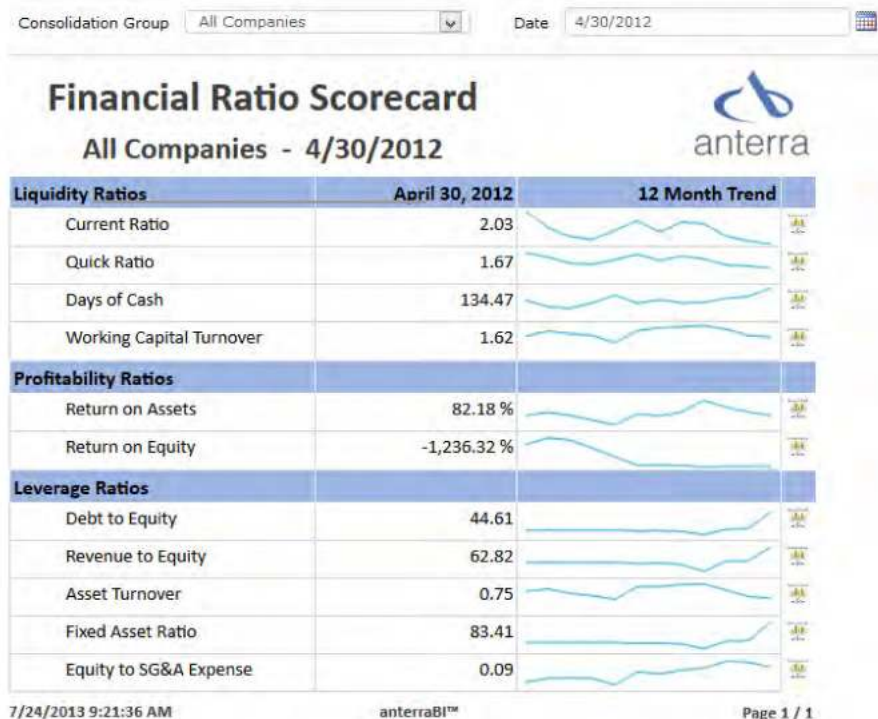 Consolidation Group All Companies Date 4/30/2012
Financial Ratio Scorecard
All Companies - 4/30/2012
anterra
Liquidity Ratios April 30, 2012 12 Month Trend
Current Ratio 2.03
Quick Ratio 1.67
Days of Cash 134.47
Working Capital Turnover 1.62
Profitability Ratios
Return on Assets 82.18 %
Return on Equity -1,236.32 %
Leverage Ratios
Debt to Equity 44.61
Revenue to Equity 62.82
Asset Turnover 0.75
Fixed Asset Ratio 83.41
Equity to SG&A Expense 0.09
7/24/2013 9:21:36 AM anterraBI™ Page 1 / 1